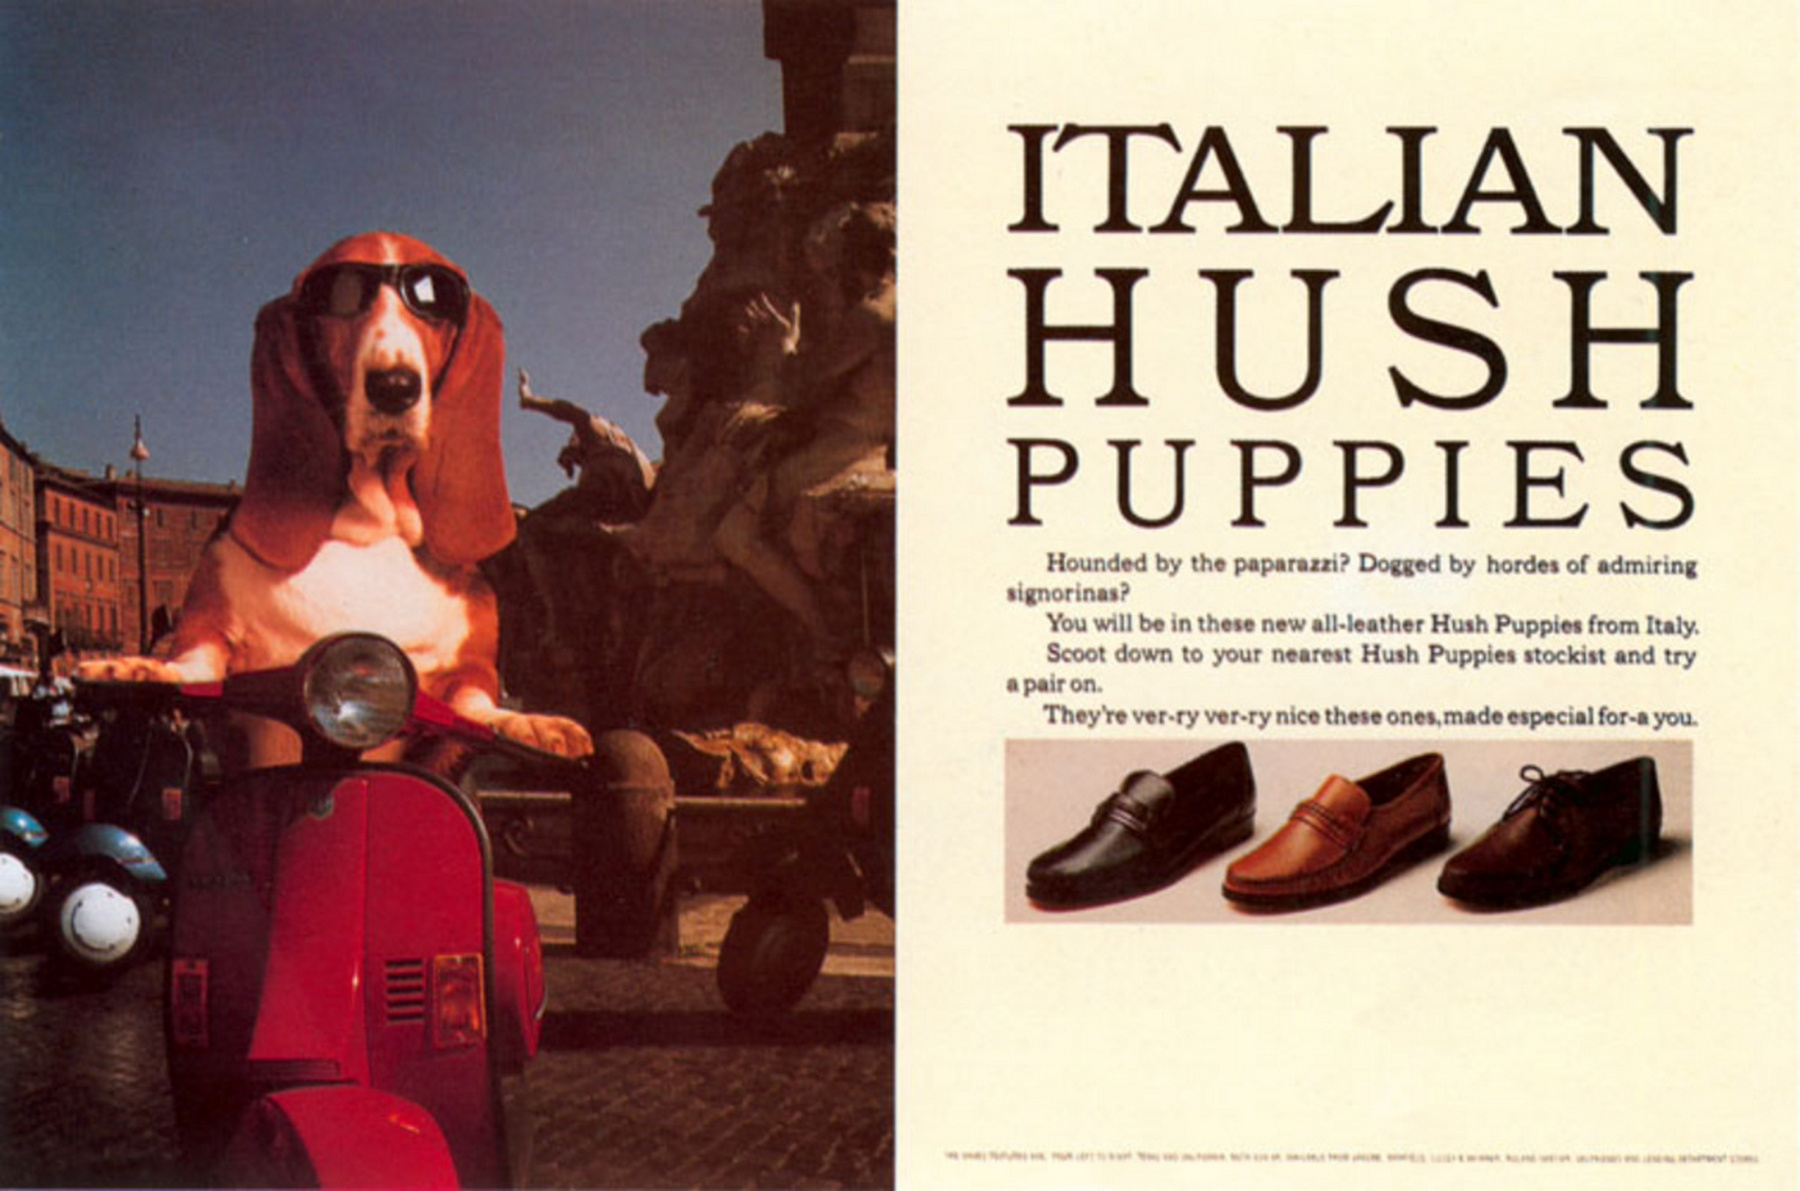 ITALIAN
HUSH
PUPPIES
Hounded by the paparazzi? Dogged by hordes of admiring
signorinas?
You will be in these new all-leather Hush Puppies from Italy.
Scoot down to your nearest Hush Puppies stockist and try
a pair on.
They're ver-ry ver-ry nice these ones, made especial for-a you.